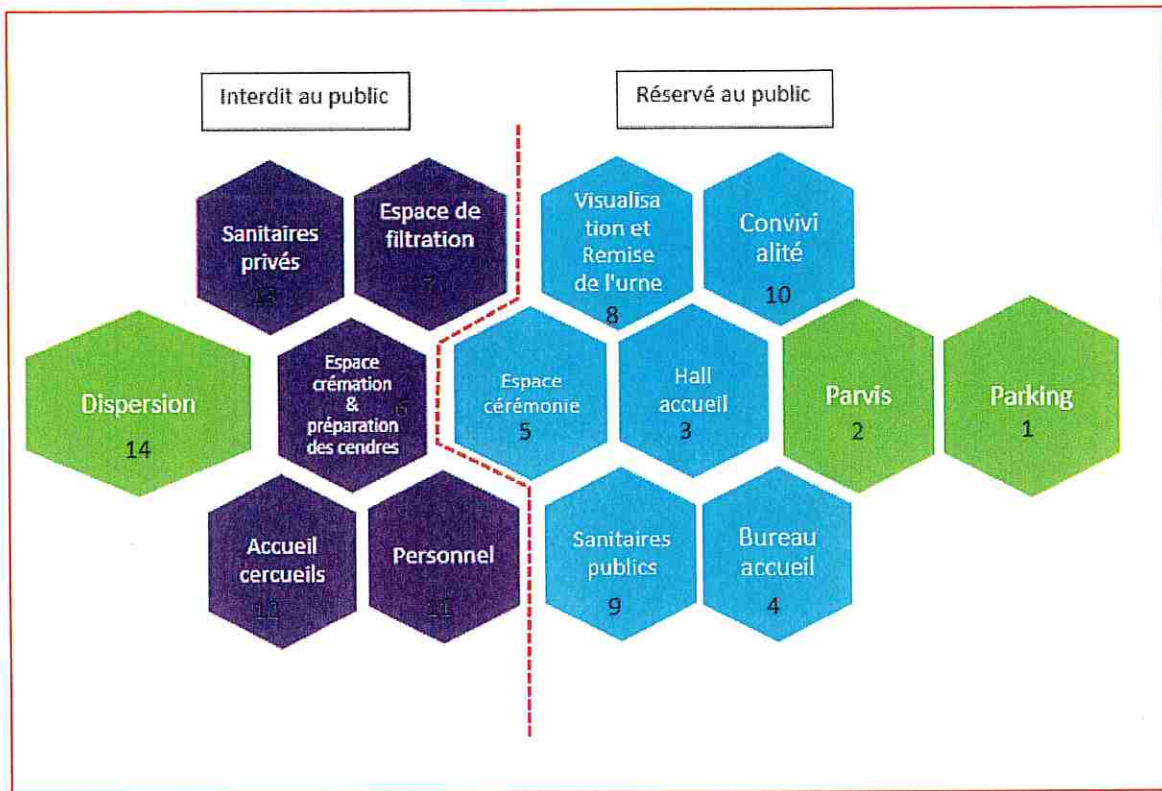 Interdit au public
Réservé au public
Sanitaires
privés
13
Espace de
filtration
7
Visualisa
tion et
Remise
de l'urne
8
Convivi
alité
10
Dispersion
14
Espace
crémation
&
préparation
des cendres
6
Espace
cérémonie
5
Hall
accueil
3
Parvis
2
Parking
1
Accueil
cercueils
Personnel
11
Sanitaires
publics
9
Bureau
accueil
4